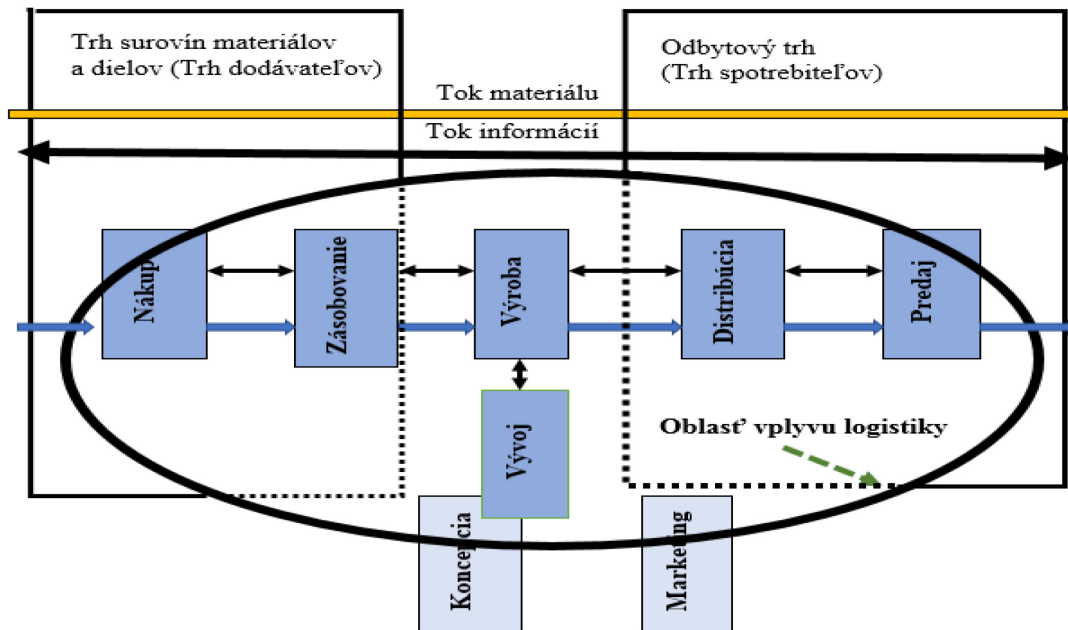 Trh surovín materiálov
a dielov (Trh dodávateľov)
Odbytový trh
(Trh spotrebiteľov)
Tok materiálu
Tok informácií
Nákup
Zásobovanie
Výroba
Distribúcia
Predaj
Vývoj
Oblasť vplyvu logistiky
Koncepcia
Marketing